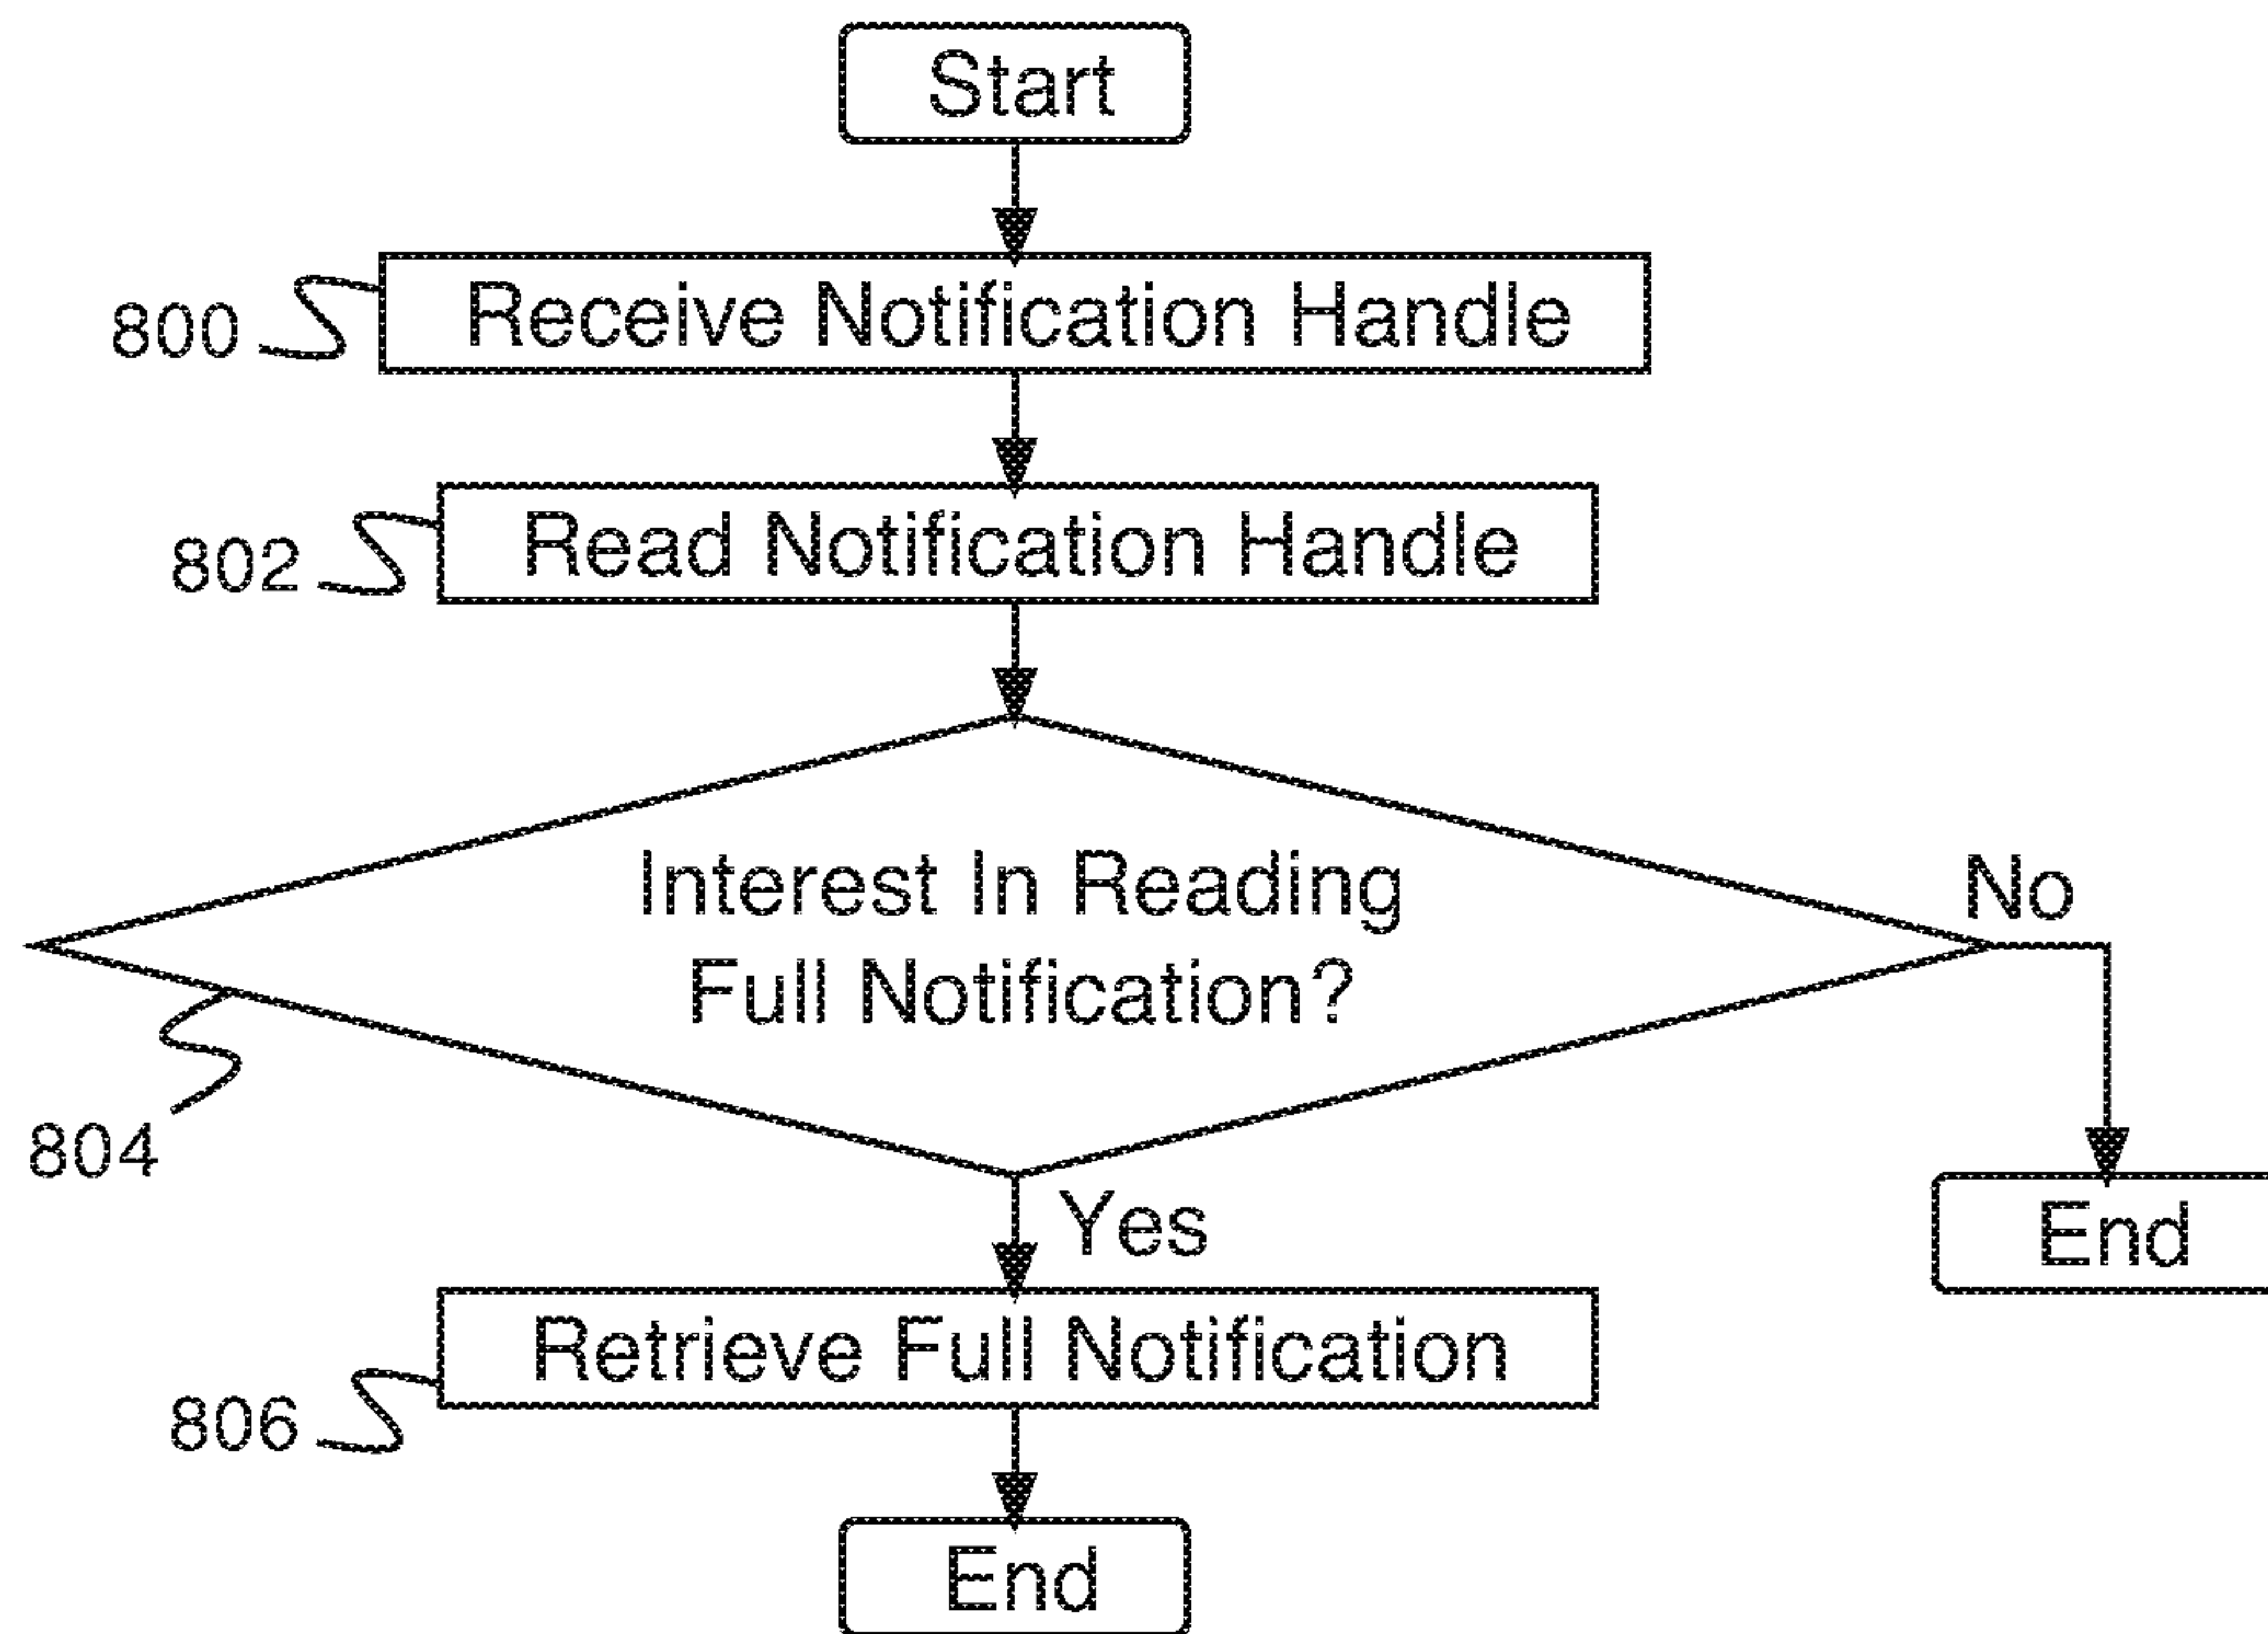 Start
800
Receive Notification Handle
802
Read Notification Handle
Interest In Reading
Full Notification?
No
804
Yes
End
Retrieve Full Notification
806
End